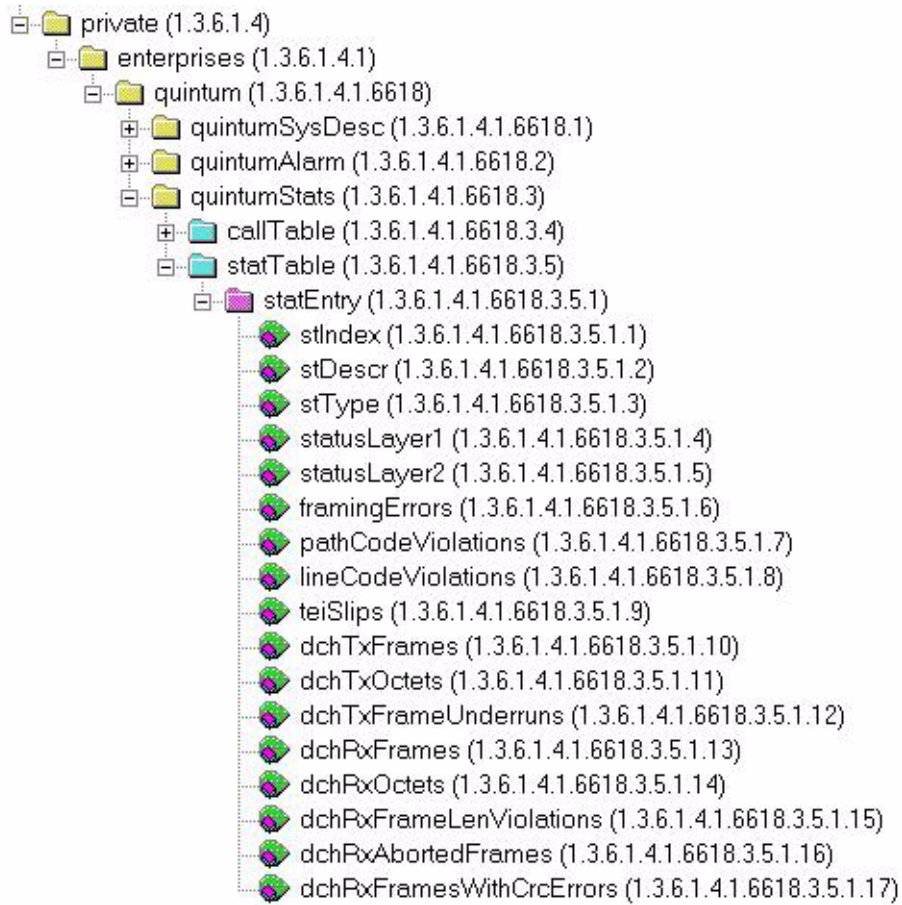 private (1.3.6.1.4)
enterprises (1.3.6.1.4.1)
quintum (1.3.6.1.4.1.6618)
quintumSysDesc (1.3.6.1.4.1.6618.1)
quintumAlarm (1.3.6.1.4.1.6618.2)
quintumStats (1.3.6.1.4.1.6618.3)
callTable (1.3.6.1.4.1.6618.3.4)
statTable (1.3.6.1.4.1.6618.3.5)
statEntry (1.3.6.1.4.1.6618.3.5.1)
stIndex (1.3.6.1.4.1.6618.3.5.1.1)
stDescr (1.3.6.1.4.1.6618.3.5.1.2)
stType (1.3.6.1.4.1.6618.3.5.1.3)
statusLayer1 (1.3.6.1.4.1.6618.3.5.1.4)
statusLayer2 (1.3.6.1.4.1.6618.3.5.1.5)
framingErrors (1.3.6.1.4.1.6618.3.5.1.6)
pathCodeViolations (1.3.6.1.4.1.6618.3.5.1.7)
lineCodeViolations (1.3.6.1.4.1.6618.3.5.1.8)
teiSlips (1.3.6.1.4.1.6618.3.5.1.9)
dchTxFrames (1.3.6.1.4.1.6618.3.5.1.10)
dchTxOctets (1.3.6.1.4.1.6618.3.5.1.11)
dchTxFrameUnderruns (1.3.6.1.4.1.6618.3.5.1.12)
dchRxFrames (1.3.6.1.4.1.6618.3.5.1.13)
dchRxOctets (1.3.6.1.4.1.6618.3.5.1.14)
dchRxFrameLenViolations (1.3.6.1.4.1.6618.3.5.1.15)
dchRxAbortedFrames (1.3.6.1.4.1.6618.3.5.1.16)
dchRxFramesWithCrcErrors (1.3.6.1.4.1.6618.3.5.1.17)